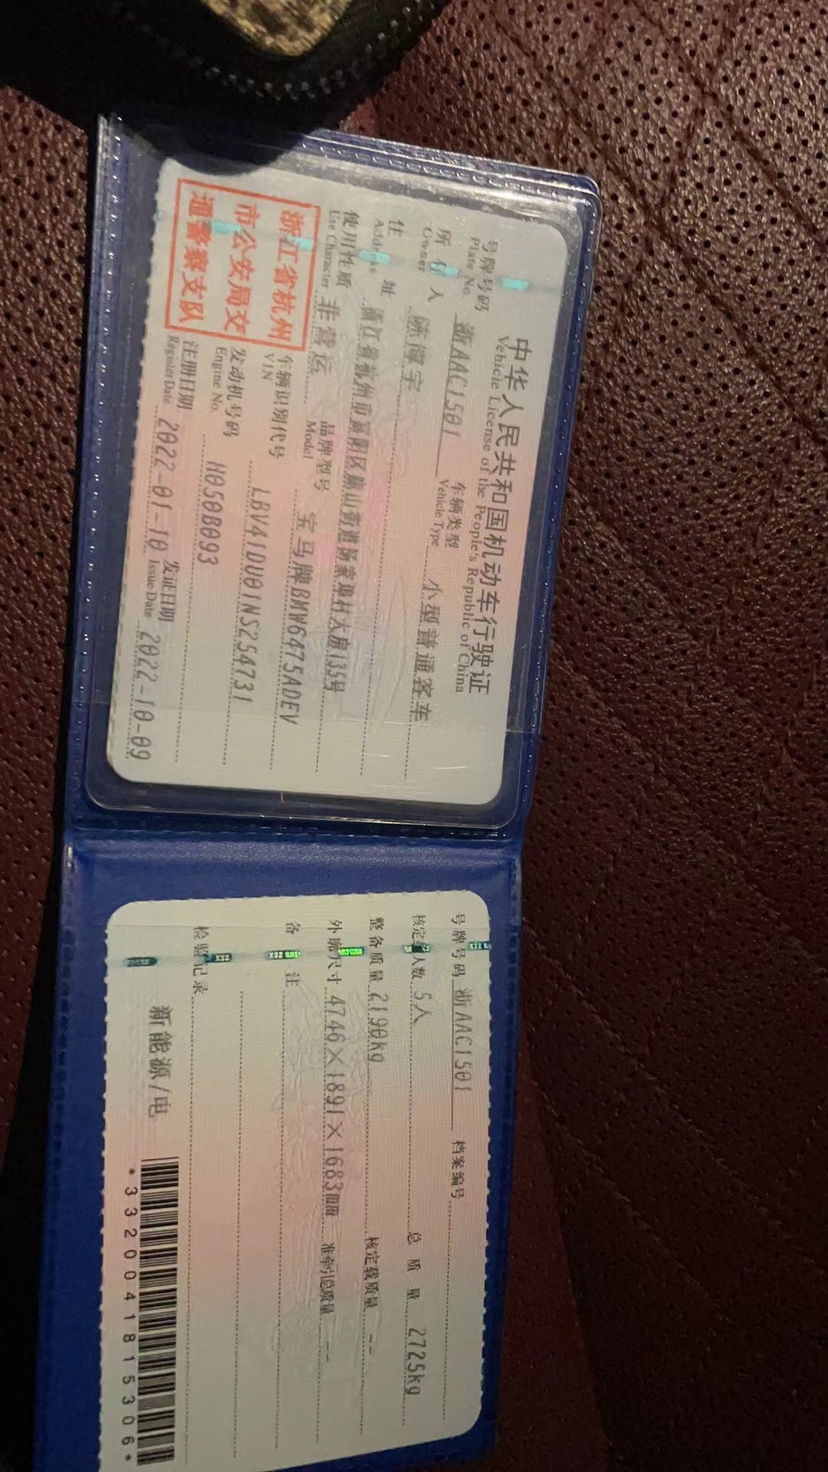 中华人民共和国机动车行驶证
Vehicle License of the People's Republic of China
号牌号码 浙AAC1501 车辆类型 小型普通客车
Plate No. Vehicle Type
所有人
Owner
住址 浙江省杭州市富阳区
Address
使用性质 非营运 品牌型号 宝马牌BMW6475ADEV
Use Character Model
浙江省杭州
市公安局交
通警察支队
车辆识别代号 LBV41DU01NS254731
VIN
发动机号码 H050B093
Engine No.
注册日期 2022-01-10 发证日期 2022-10-09
Register Date Issue Date
号牌号码 浙AAC1501 档案编号
核定 人数 5人 总质量 2725kg
整备质量 2190kg 核定载质量 --
外廓尺寸 4746×1891×1683mm 准牵引总质量 --
备注
检验记录
新能源/电
*3320041815306*